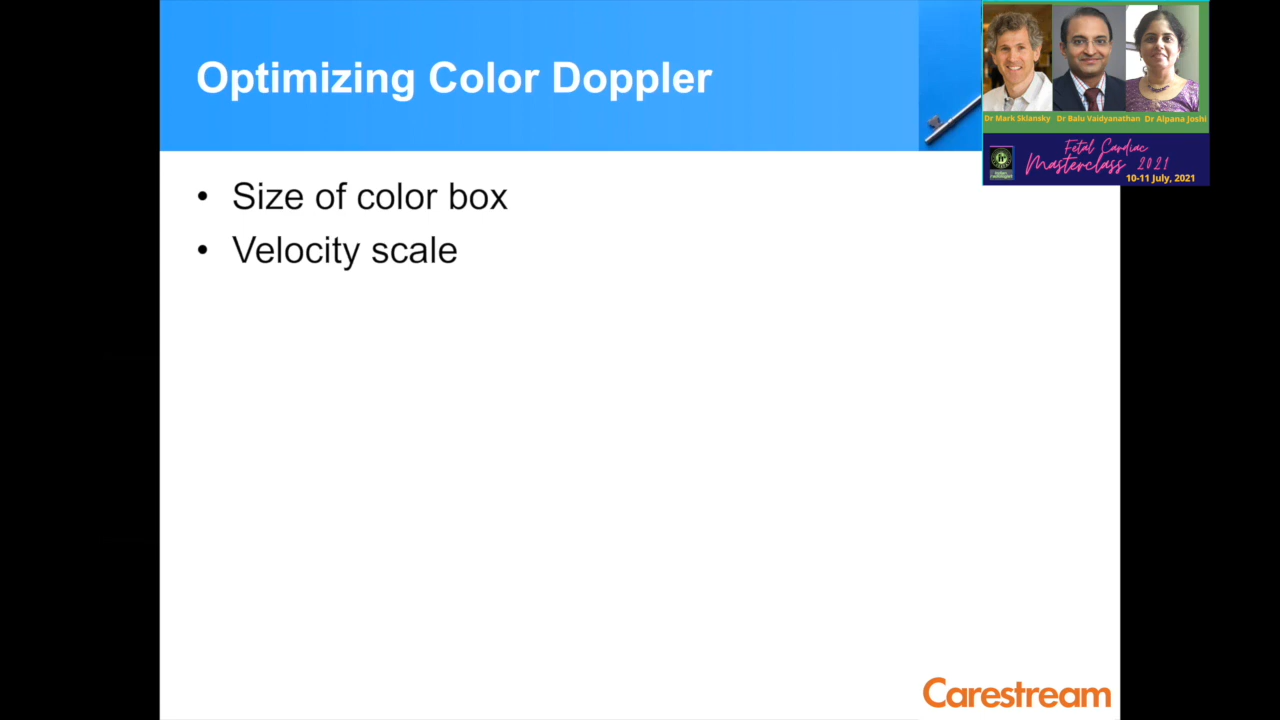 Optimizing Color Doppler
• Size of color box
• Velocity scale
Dr Mark Sklansky Dr Balu Vaidyanathan Dr Alpana Joshi
Fetal Cardiac
Masterclass 2021
10-11 July, 2021
Carestream